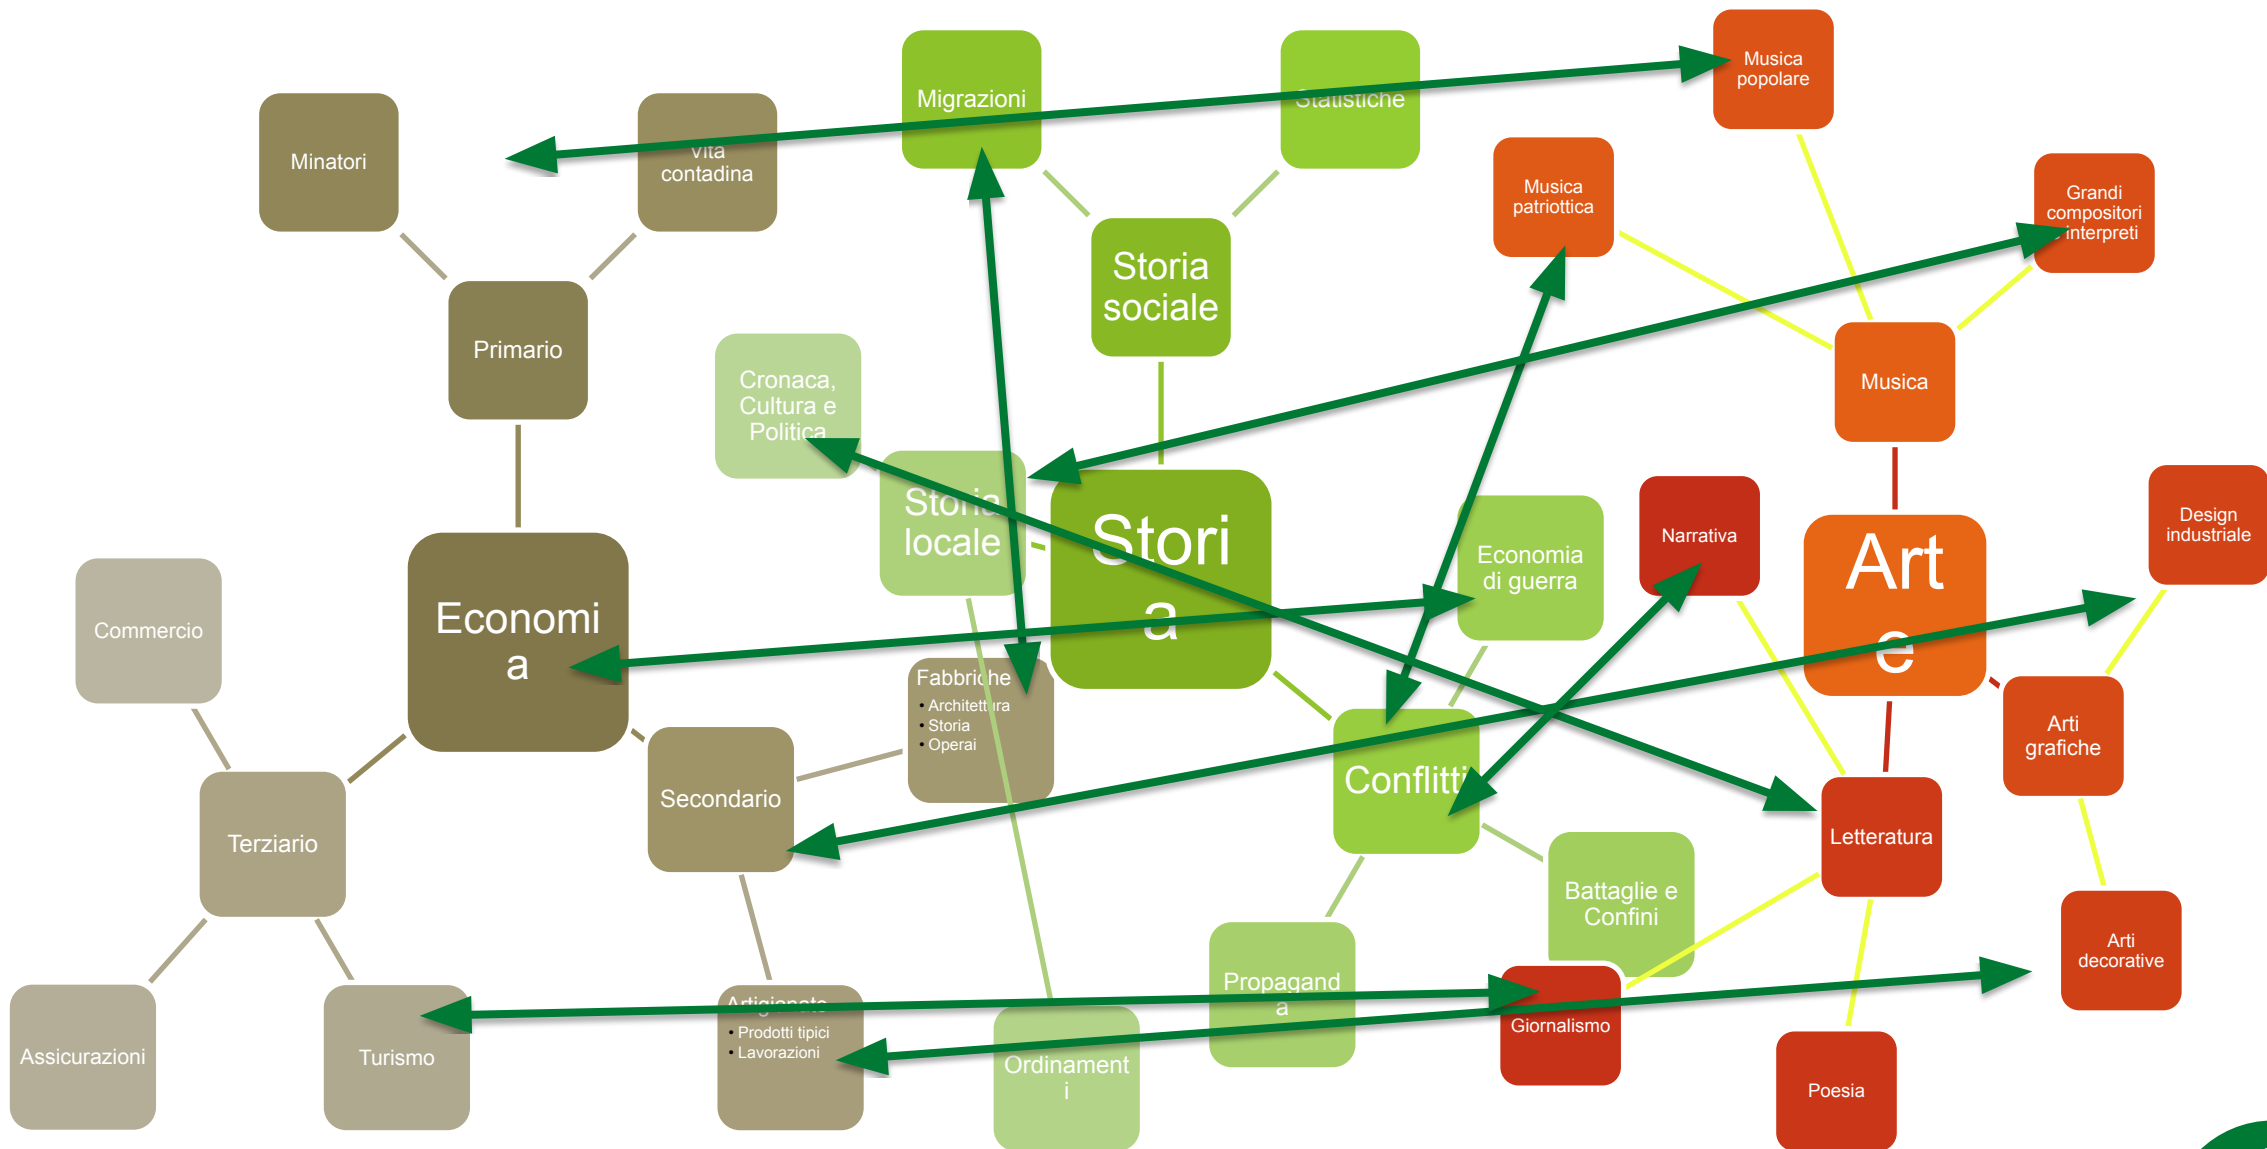 Minatori
Vita
contadina
Primario
Economi
a
Commercio
Terziario
Assicurazioni
Turismo
Secondario
Fabbriche
• Architettura
• Storia
• Operai
Artigianato
• Prodotti tipici
• Lavorazioni
Migrazioni
Statistiche
Storia
sociale
Cronaca,
Cultura e
Politica
Storia
locale
Stori
a
Economia
di guerra
Conflitti
Battaglie e
Confini
Propagand
a
Ordinament
i
Musica
popolare
Musica
patriottica
Grandi
compositori
e interpreti
Musica
Narrativa
Art
e
Design
industriale
Arti
grafiche
Letteratura
Arti
decorative
Giornalismo
Poesia